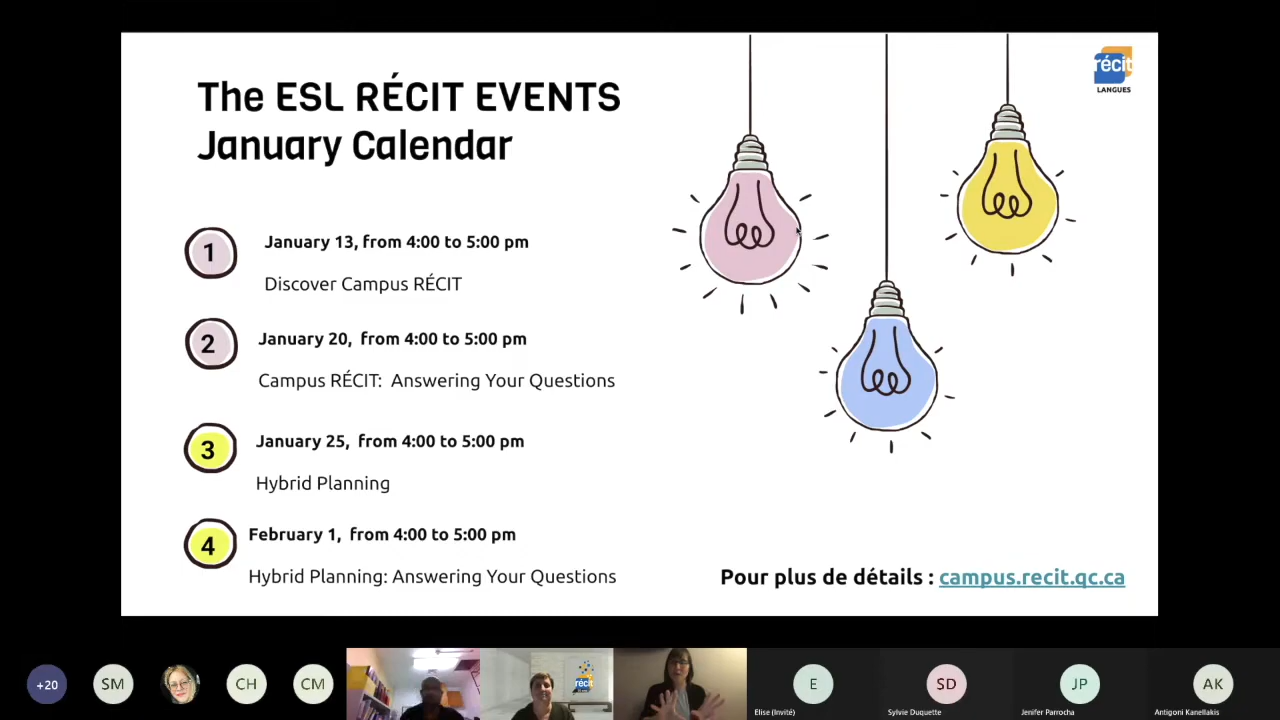 The ESL RÉCIT EVENTS
January Calendar
récit
LANGUES
1
January 13, from 4:00 to 5:00 pm
Discover Campus RÉCIT
2
January 20, from 4:00 to 5:00 pm
Campus RÉCIT: Answering Your Questions
3
January 25, from 4:00 to 5:00 pm
Hybrid Planning
4
February 1, from 4:00 to 5:00 pm
Hybrid Planning: Answering Your Questions
Pour plus de détails : campus.recit.qc.ca
+20
SM
CH
CM
récit
E
Elise (Invité)
SD
Sylvie Duquette
JP
Jenifer Parrocha
AK
Antigoni Kanellakis